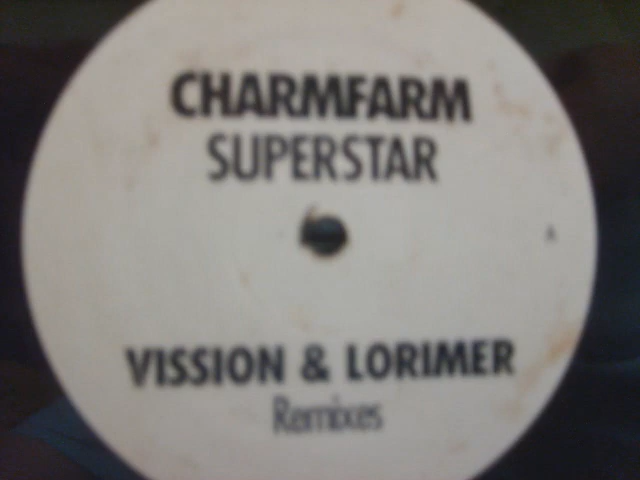 CHARMFARM
SUPERSTAR
A
VISSION & LORIMER
Remixes